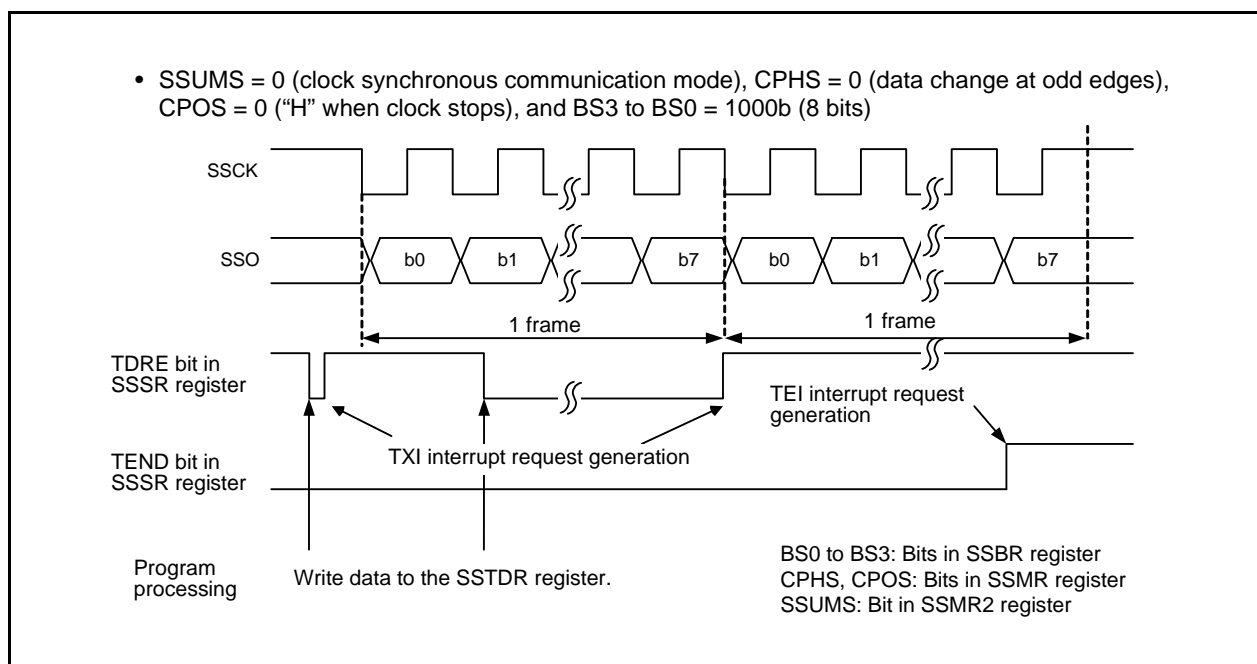 • SSUMS = 0 (clock synchronous communication mode), CPHS = 0 (data change at odd edges),
CPOS = 0 (“H” when clock stops), and BS3 to BS0 = 1000b (8 bits)
SSCK
SSO
b0
b1
b7
b0
b1
b7
1 frame
1 frame
TDRE bit in
SSSR register
TEI interrupt request
generation
TXI interrupt request generation
TEND bit in
SSSR register
Program
processing
Write data to the SSTDR register.
BS0 to BS3: Bits in SSBR register
CPHS, CPOS: Bits in SSMR register
SSUMS: Bit in SSMR2 register